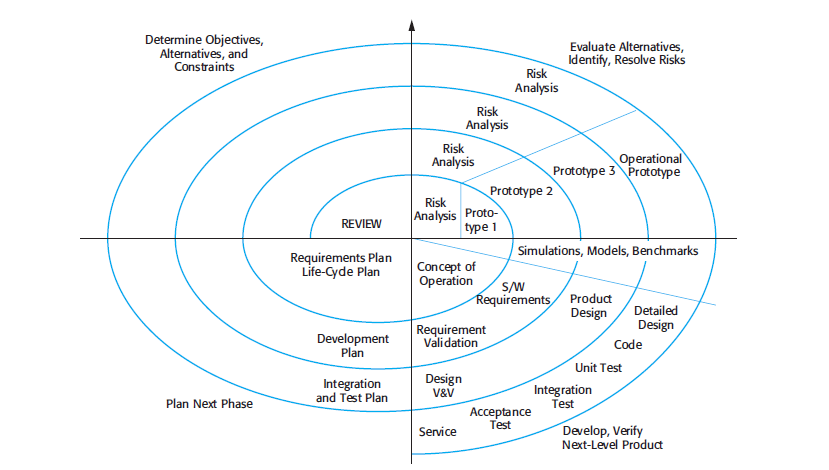 Determine Objectives,
Alternatives, and
Constraints
Evaluate Alternatives,
Identify, Resolve Risks
Risk
Analysis
Risk
Analysis
Risk
Analysis
Operational
Prototype
Prototype 3
Prototype 2
Risk
Analysis
Proto-
type 1
REVIEW
Requirements Plan
Life-Cycle Plan
Concept of
Operation
Simulations, Models, Benchmarks
S/W
Requirements
Product
Design
Detailed
Design
Development
Plan
Requirement
Validation
Code
Unit Test
Integration
and Test Plan
Design
V&V
Integration
Test
Acceptance
Test
Service
Plan Next Phase
Develop, Verify
Next-Level Product